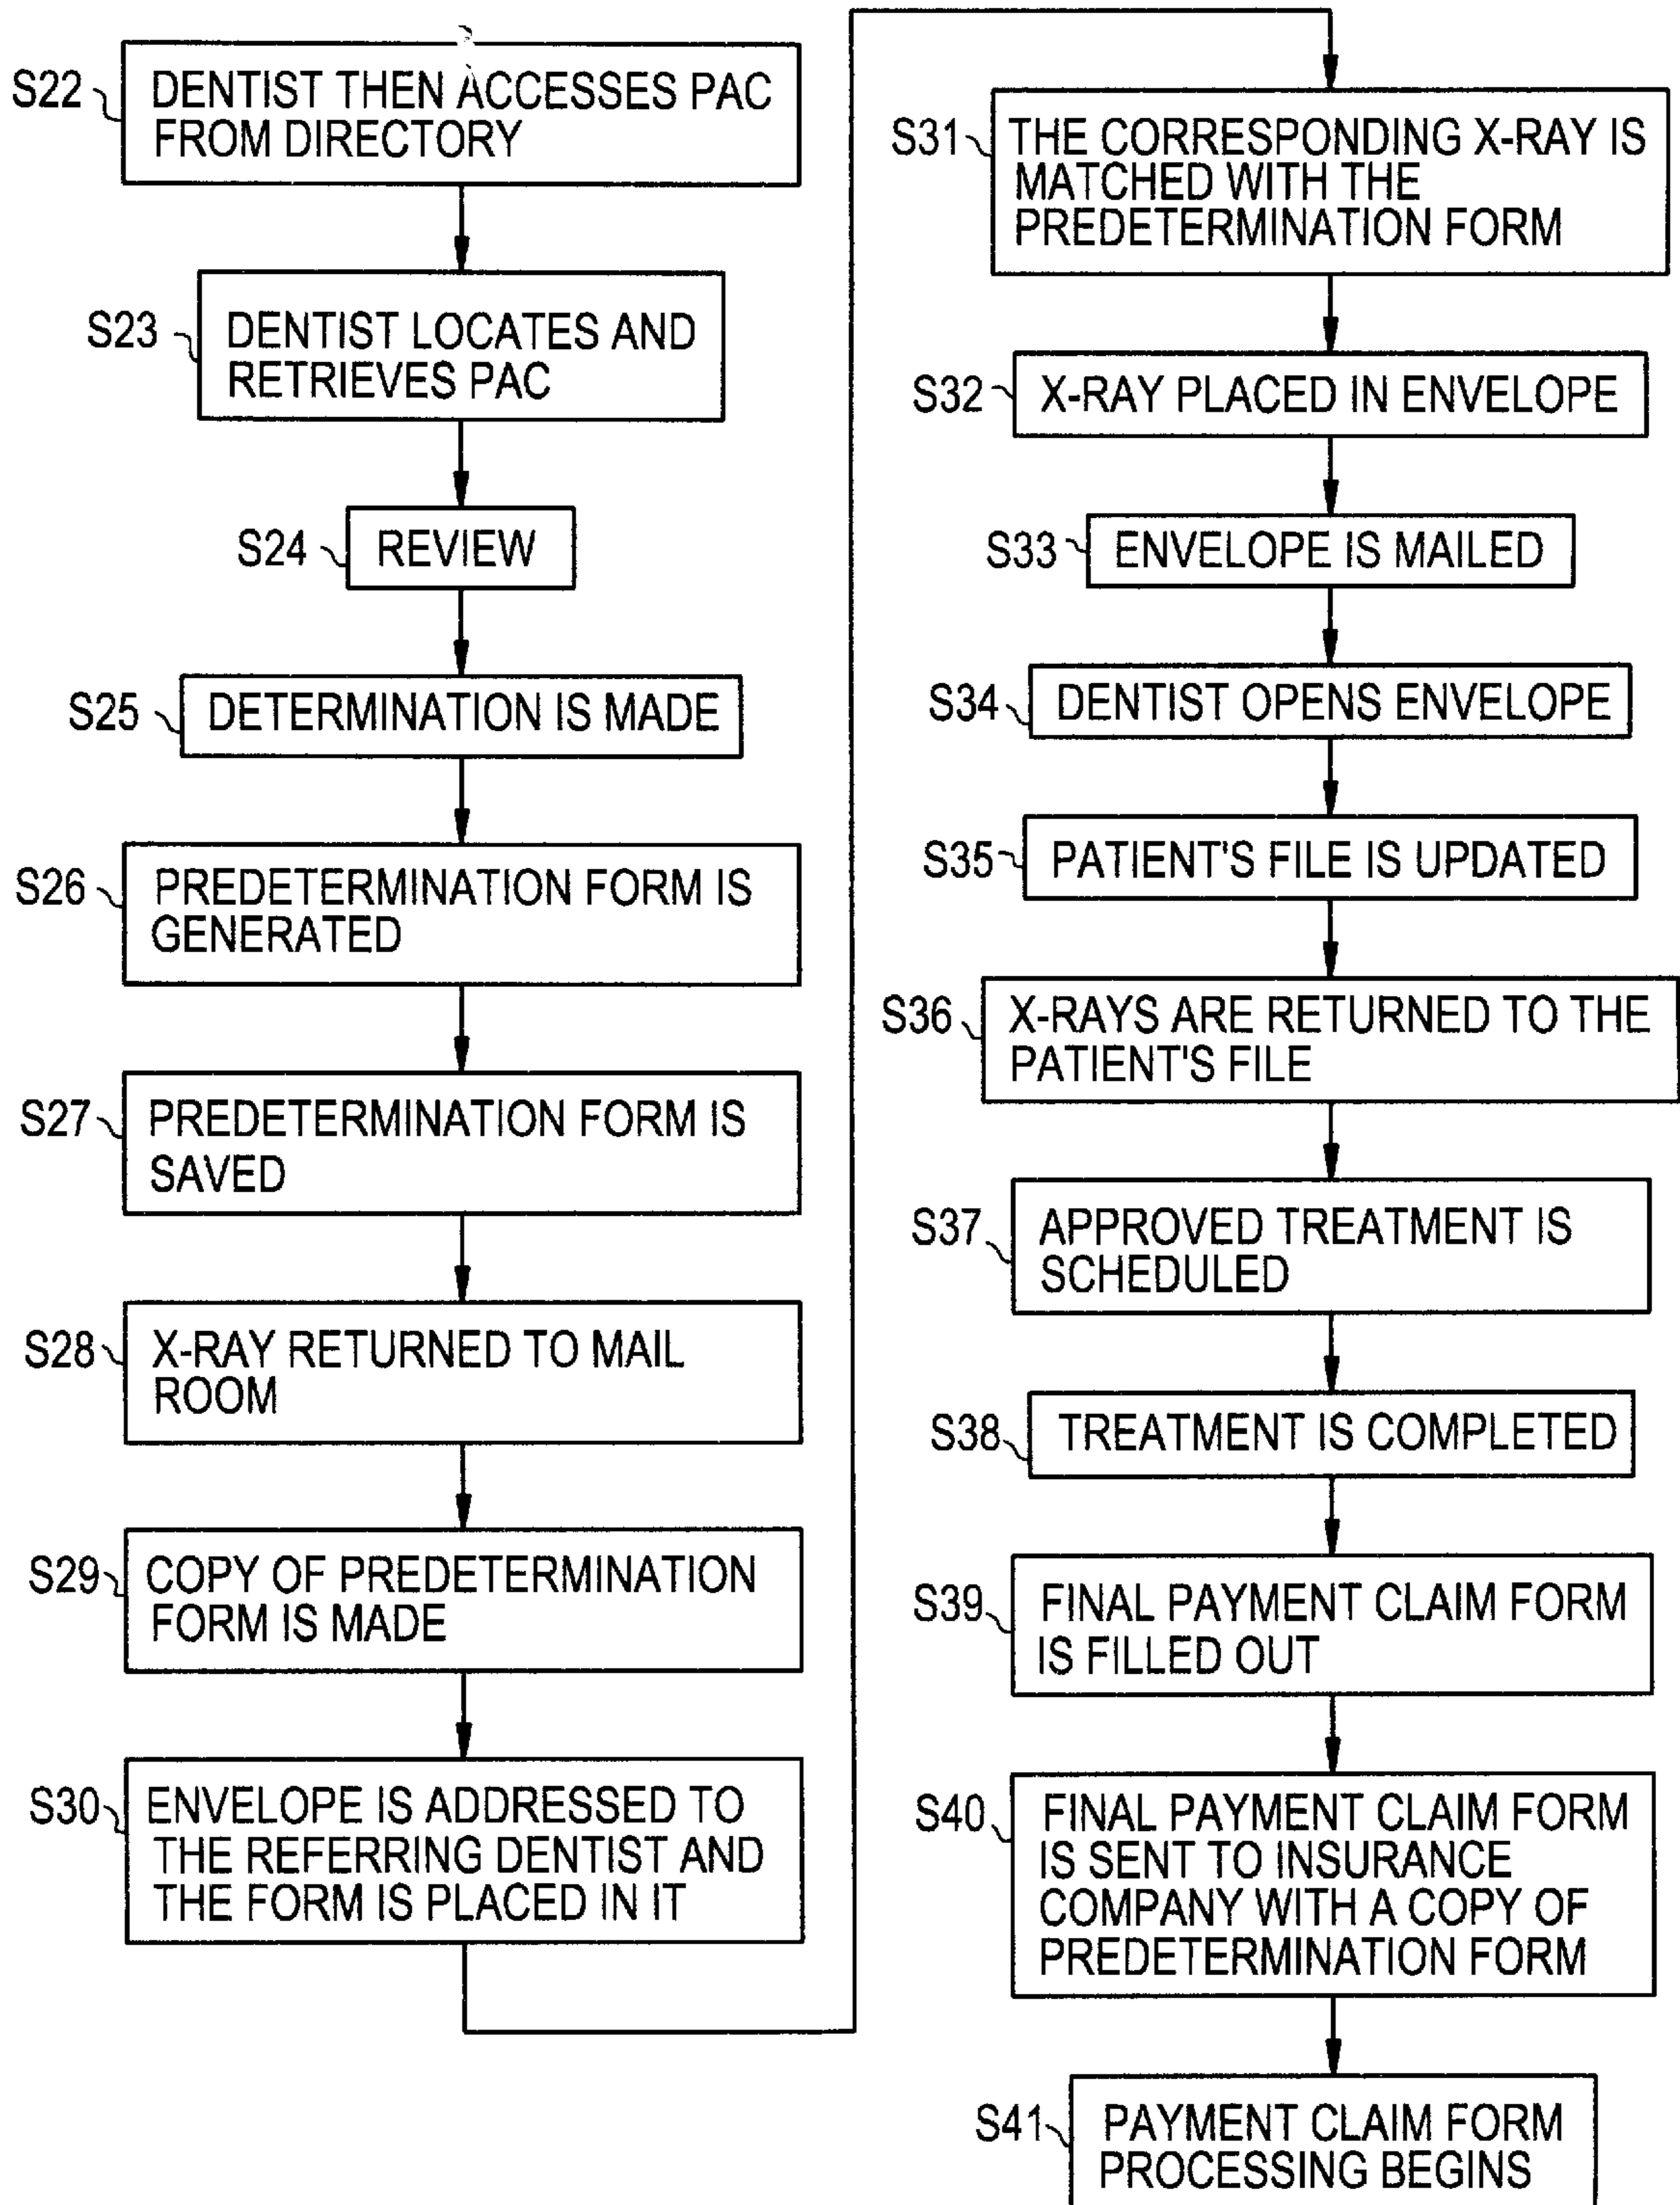 S22 DENTIST THEN ACCESSES PAC
FROM DIRECTORY
S23 DENTIST LOCATES AND
RETRIEVES PAC
S24 REVIEW
S25 DETERMINATION IS MADE
S26 PREDETERMINATION FORM IS
GENERATED
S27 PREDETERMINATION FORM IS
SAVED
S28 X-RAY RETURNED TO MAIL
ROOM
S29 COPY OF PREDETERMINATION
FORM IS MADE
S30 ENVELOPE IS ADDRESSED TO
THE REFERRING DENTIST AND
THE FORM IS PLACED IN IT
S31 THE CORRESPONDING X-RAY IS
MATCHED WITH THE
PREDETERMINATION FORM
S32 X-RAY PLACED IN ENVELOPE
S33 ENVELOPE IS MAILED
S34 DENTIST OPENS ENVELOPE
S35 PATIENT'S FILE IS UPDATED
S36 X-RAYS ARE RETURNED TO THE
PATIENT'S FILE
S37 APPROVED TREATMENT IS
SCHEDULED
S38 TREATMENT IS COMPLETED
S39 FINAL PAYMENT CLAIM FORM
IS FILLED OUT
S40 FINAL PAYMENT CLAIM FORM
IS SENT TO INSURANCE
COMPANY WITH A COPY OF
PREDETERMINATION FORM
S41 PAYMENT CLAIM FORM
PROCESSING BEGINS